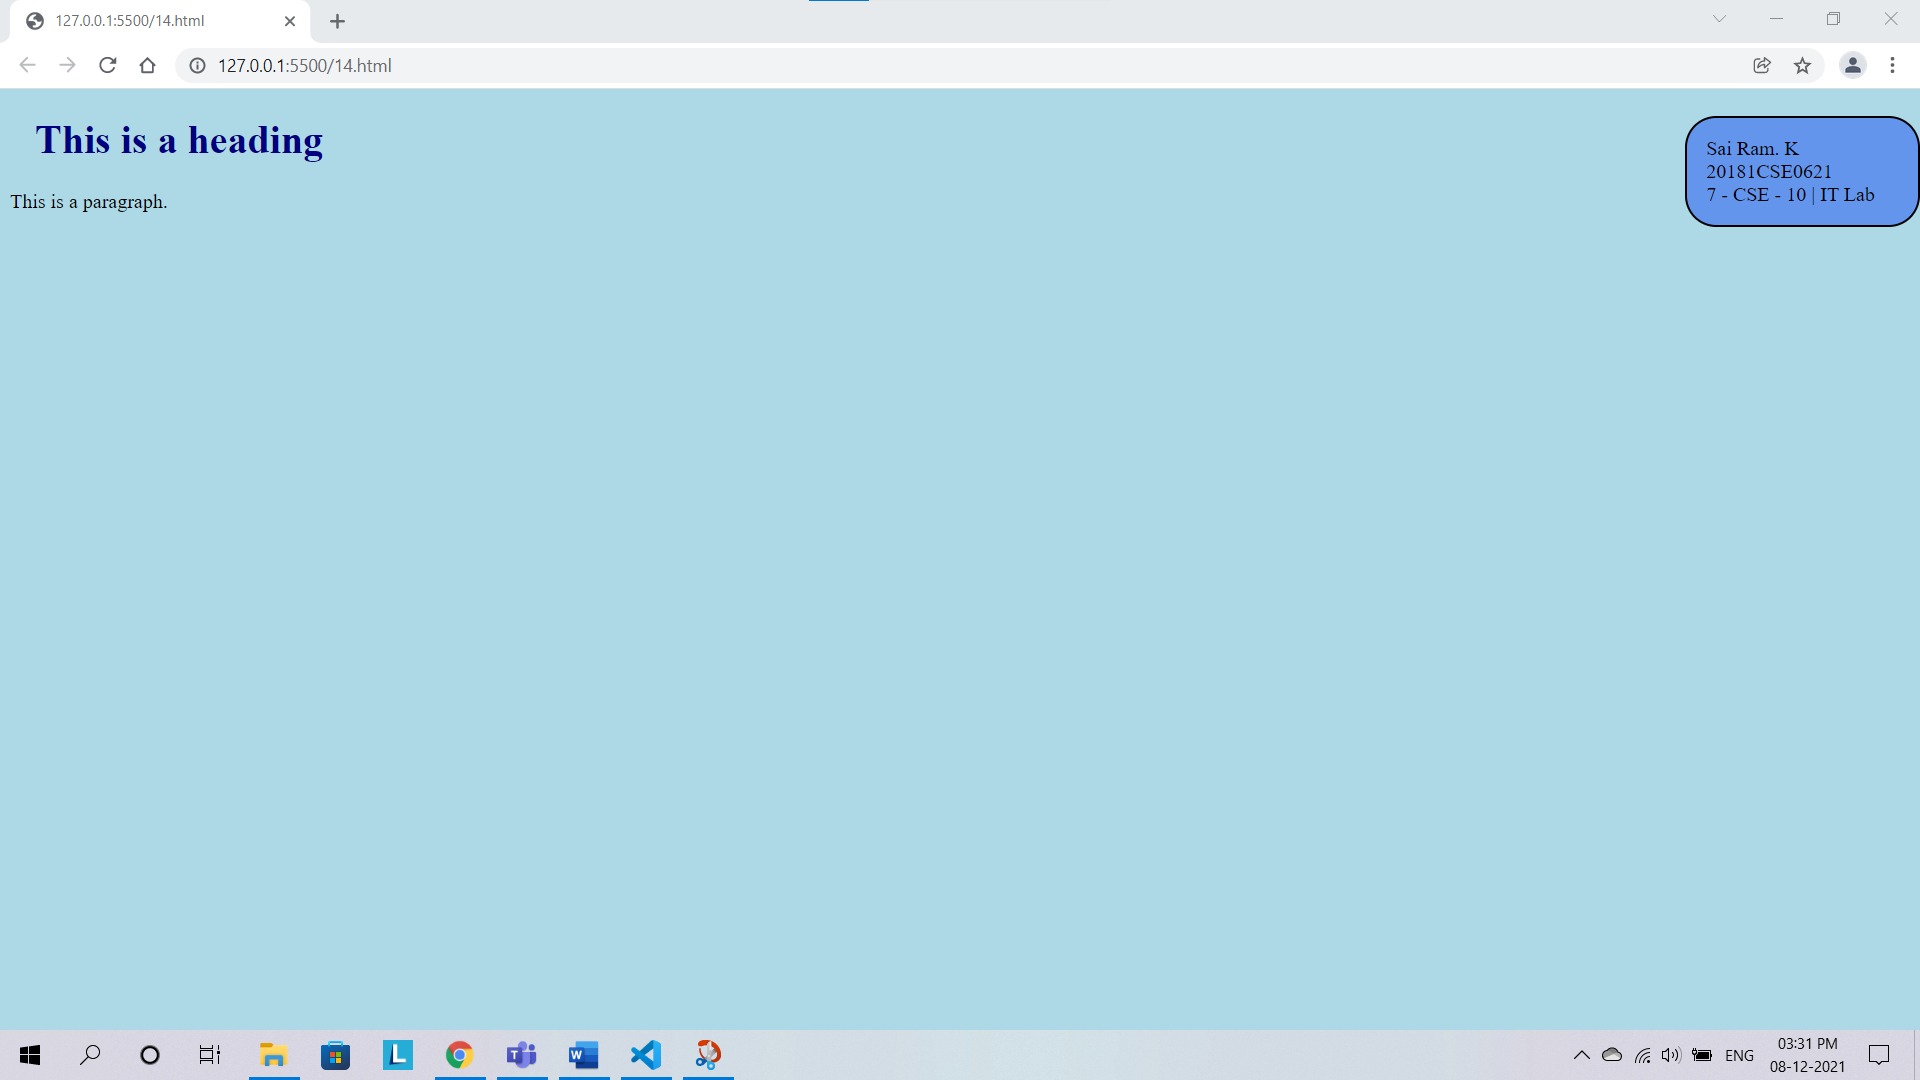 127.0.0.1:5500/14.html
127.0.0.1:5500/14.html
This is a heading
This is a paragraph.
Sai Ram. K
20181CSE0621
7 - CSE - 10 | IT Lab
L
T
W
ENG
03:31 PM
08-12-2021